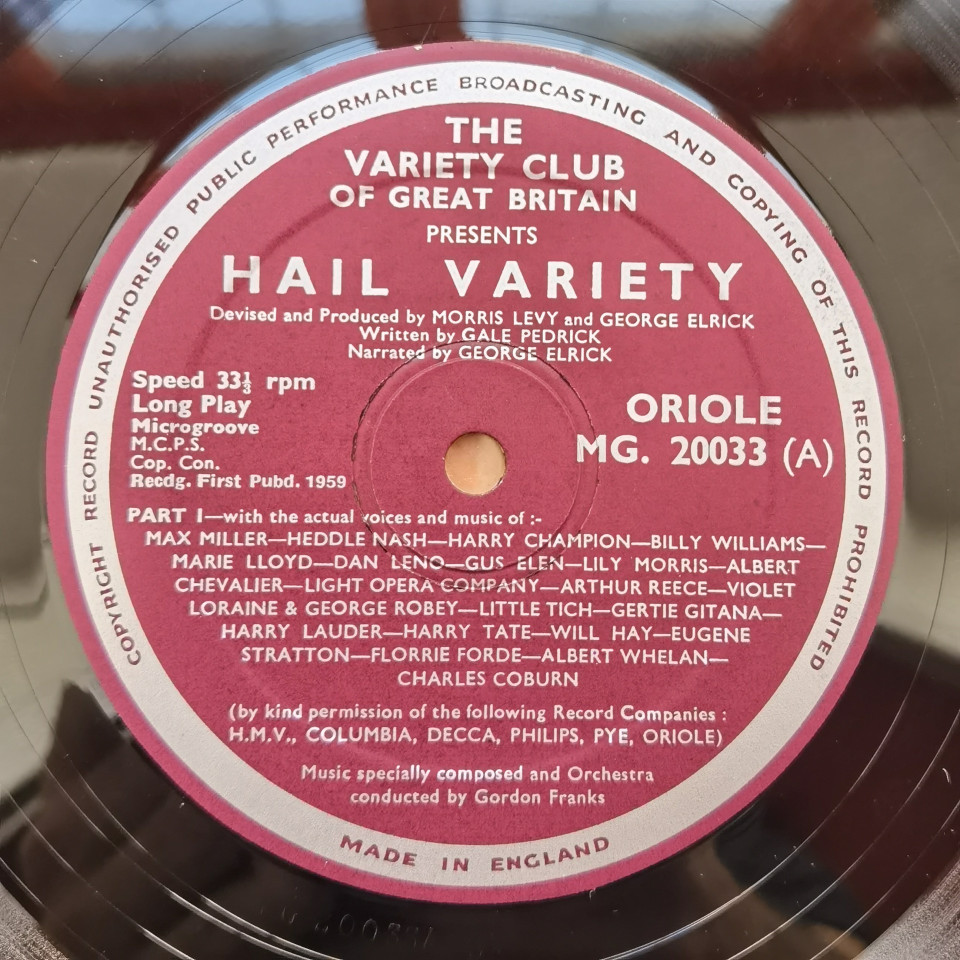 COPYRIGHT RECORD UNAUTHORISED PUBLIC PERFORMANCE BROADCASTING AND COPYING OF THIS RECORD PROHIBITED
THE
VARIETY CLUB
OF GREAT BRITAIN
PRESENTS
HAIL VARIETY
Devised and Produced by MORRIS LEVY and GEORGE ELRICK
Written by GALE PEDRICK
Narrated by GEORGE ELRICK
Speed 33⅓ rpm
Long Play
Microgroove
M.C.P.S.
Cop. Con.
Recdg. First Pubd. 1959
ORIOLE
MG. 20033 (A)
PART I—with the actual voices and music of :-
MAX MILLER—HEDDLE NASH—HARRY CHAMPION—BILLY WILLIAMS—
MARIE LLOYD—DAN LENO—GUS ELEN—LILY MORRIS—ALBERT
CHEVALIER—LIGHT OPERA COMPANY—ARTHUR REECE—VIOLET
LORAINE & GEORGE ROBEY—LITTLE TICH—GERTIE GITANA—
HARRY LAUDER—HARRY TATE—WILL HAY—EUGENE
STRATTON—FLORRIE FORDE—ALBERT WHELAN—
CHARLES COBURN
(by kind permission of the following Record Companies :
H.M.V., COLUMBIA, DECCA, PHILIPS, PYE, ORIOLE)
Music specially composed and Orchestra
conducted by Gordon Franks
MADE IN ENGLAND